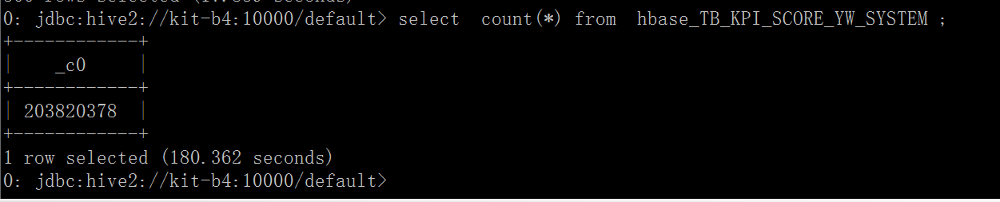 0: jdbc:hive2://kit-b4:10000/default> select  count(*) from  hbase_TB_KPI_SCORE_YW_SYSTEM ;
+------------+
|    _c0     |
+------------+
| 203820378  |
+------------+
1 row selected (180.362 seconds)
0: jdbc:hive2://kit-b4:10000/default>